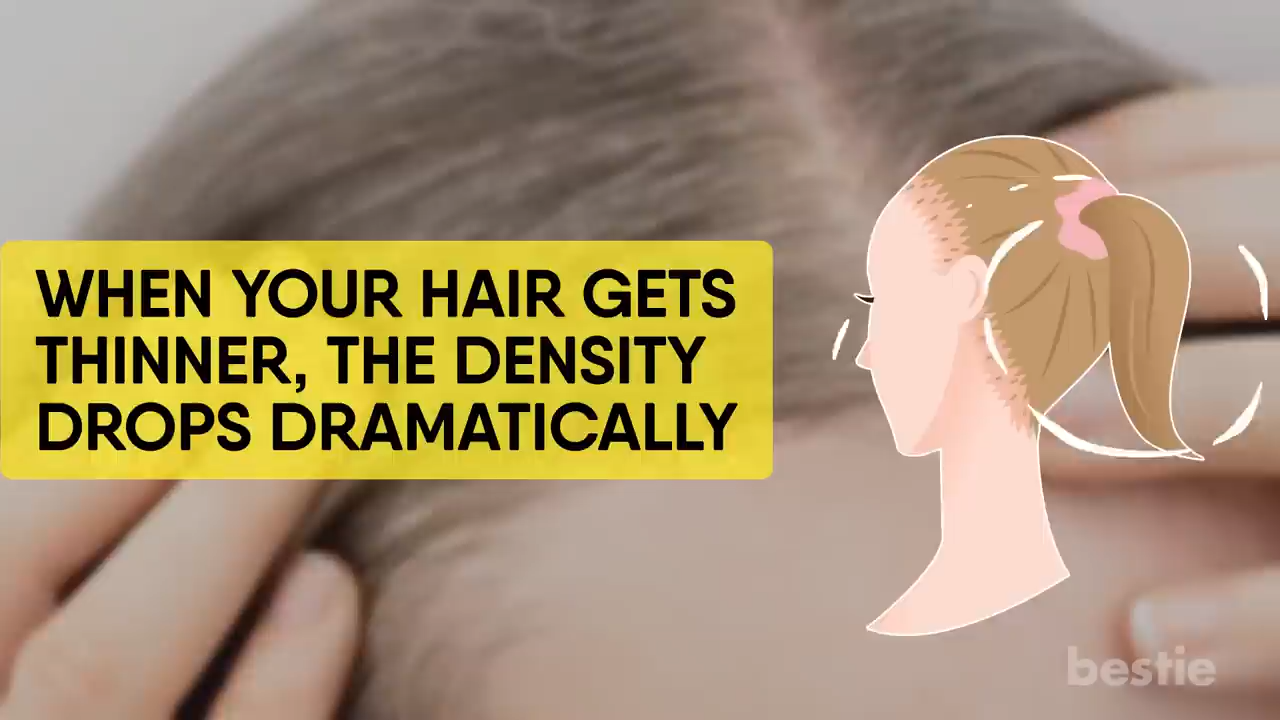 WHEN YOUR HAIR GETS
THINNER, THE DENSITY
DROPS DRAMATICALLY
bestie